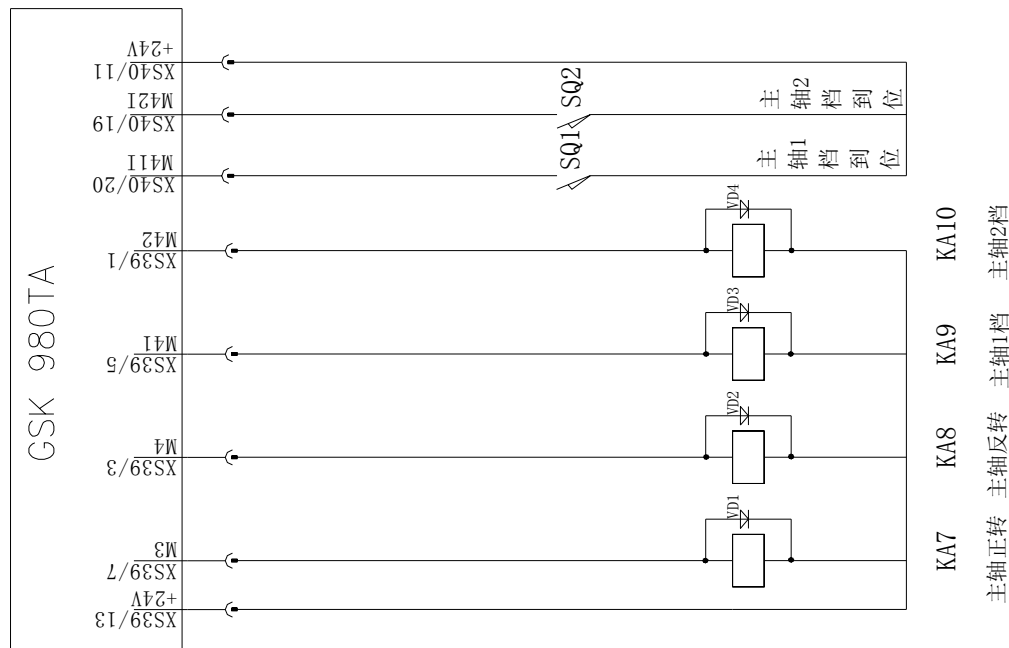 GSK 980TA
+24V
XS40/11
M42I
XS40/19
M41I
XS40/20
M42
XS39/1
M41
XS39/5
M4
XS39/3
M3
XS39/7
+24V
XS39/13
SQ2
主轴2档到位
SQ1
主轴1档到位
VD4
KA10
主轴2档
VD3
KA9
主轴1档
VD2
KA8
主轴反转
VD1
KA7
主轴正转